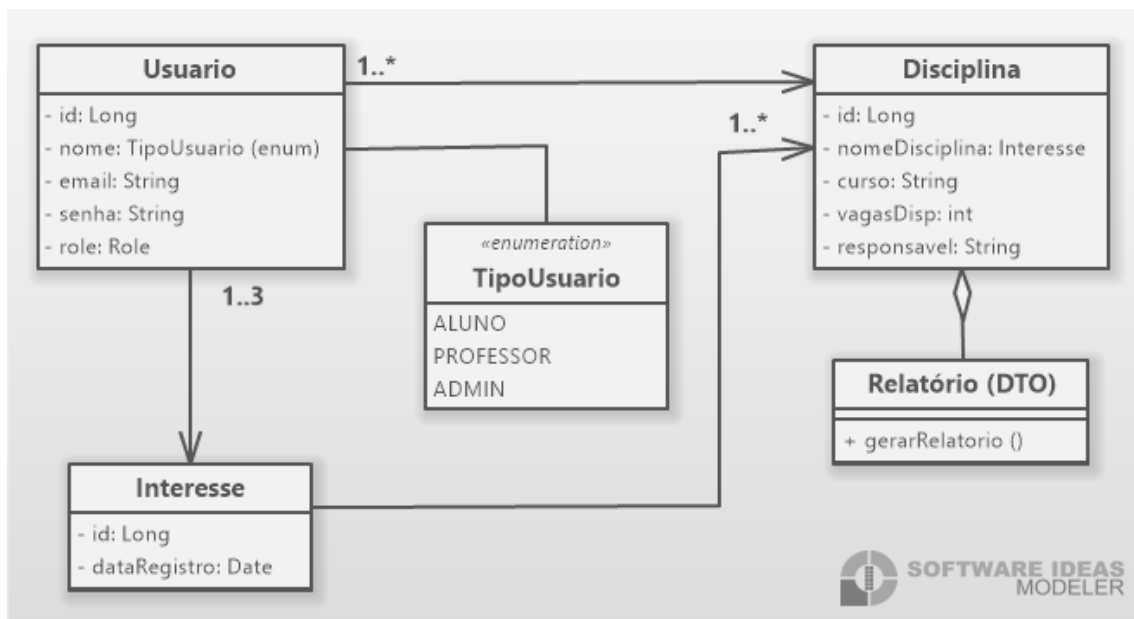 Usuario
- id: Long
- nome: TipoUsuario (enum)
- email: String
- senha: String
- role: Role
1..*
1..*
Disciplina
- id: Long
- nomeDisciplina: Interesse
- curso: String
- vagasDisp: int
- responsavel: String
«enumeration»
TipoUsuario
ALUNO
PROFESSOR
ADMIN
1..3
Relatório (DTO)
+ gerarRelatorio ()
Interesse
- id: Long
- dataRegistro: Date
SOFTWARE IDEAS
MODELER